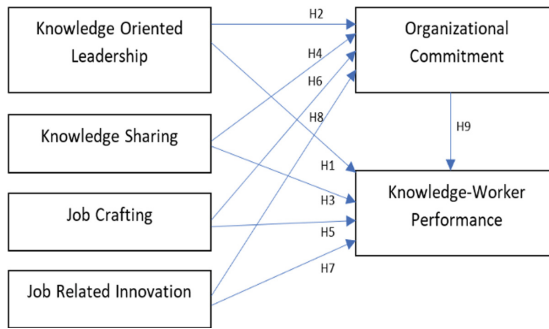 Knowledge Oriented
Leadership
Knowledge Sharing
Job Crafting
Job Related Innovation
H2
H4
H6
H8
H1
H3
H5
H7
Organizational
Commitment
H9
Knowledge-Worker
Performance